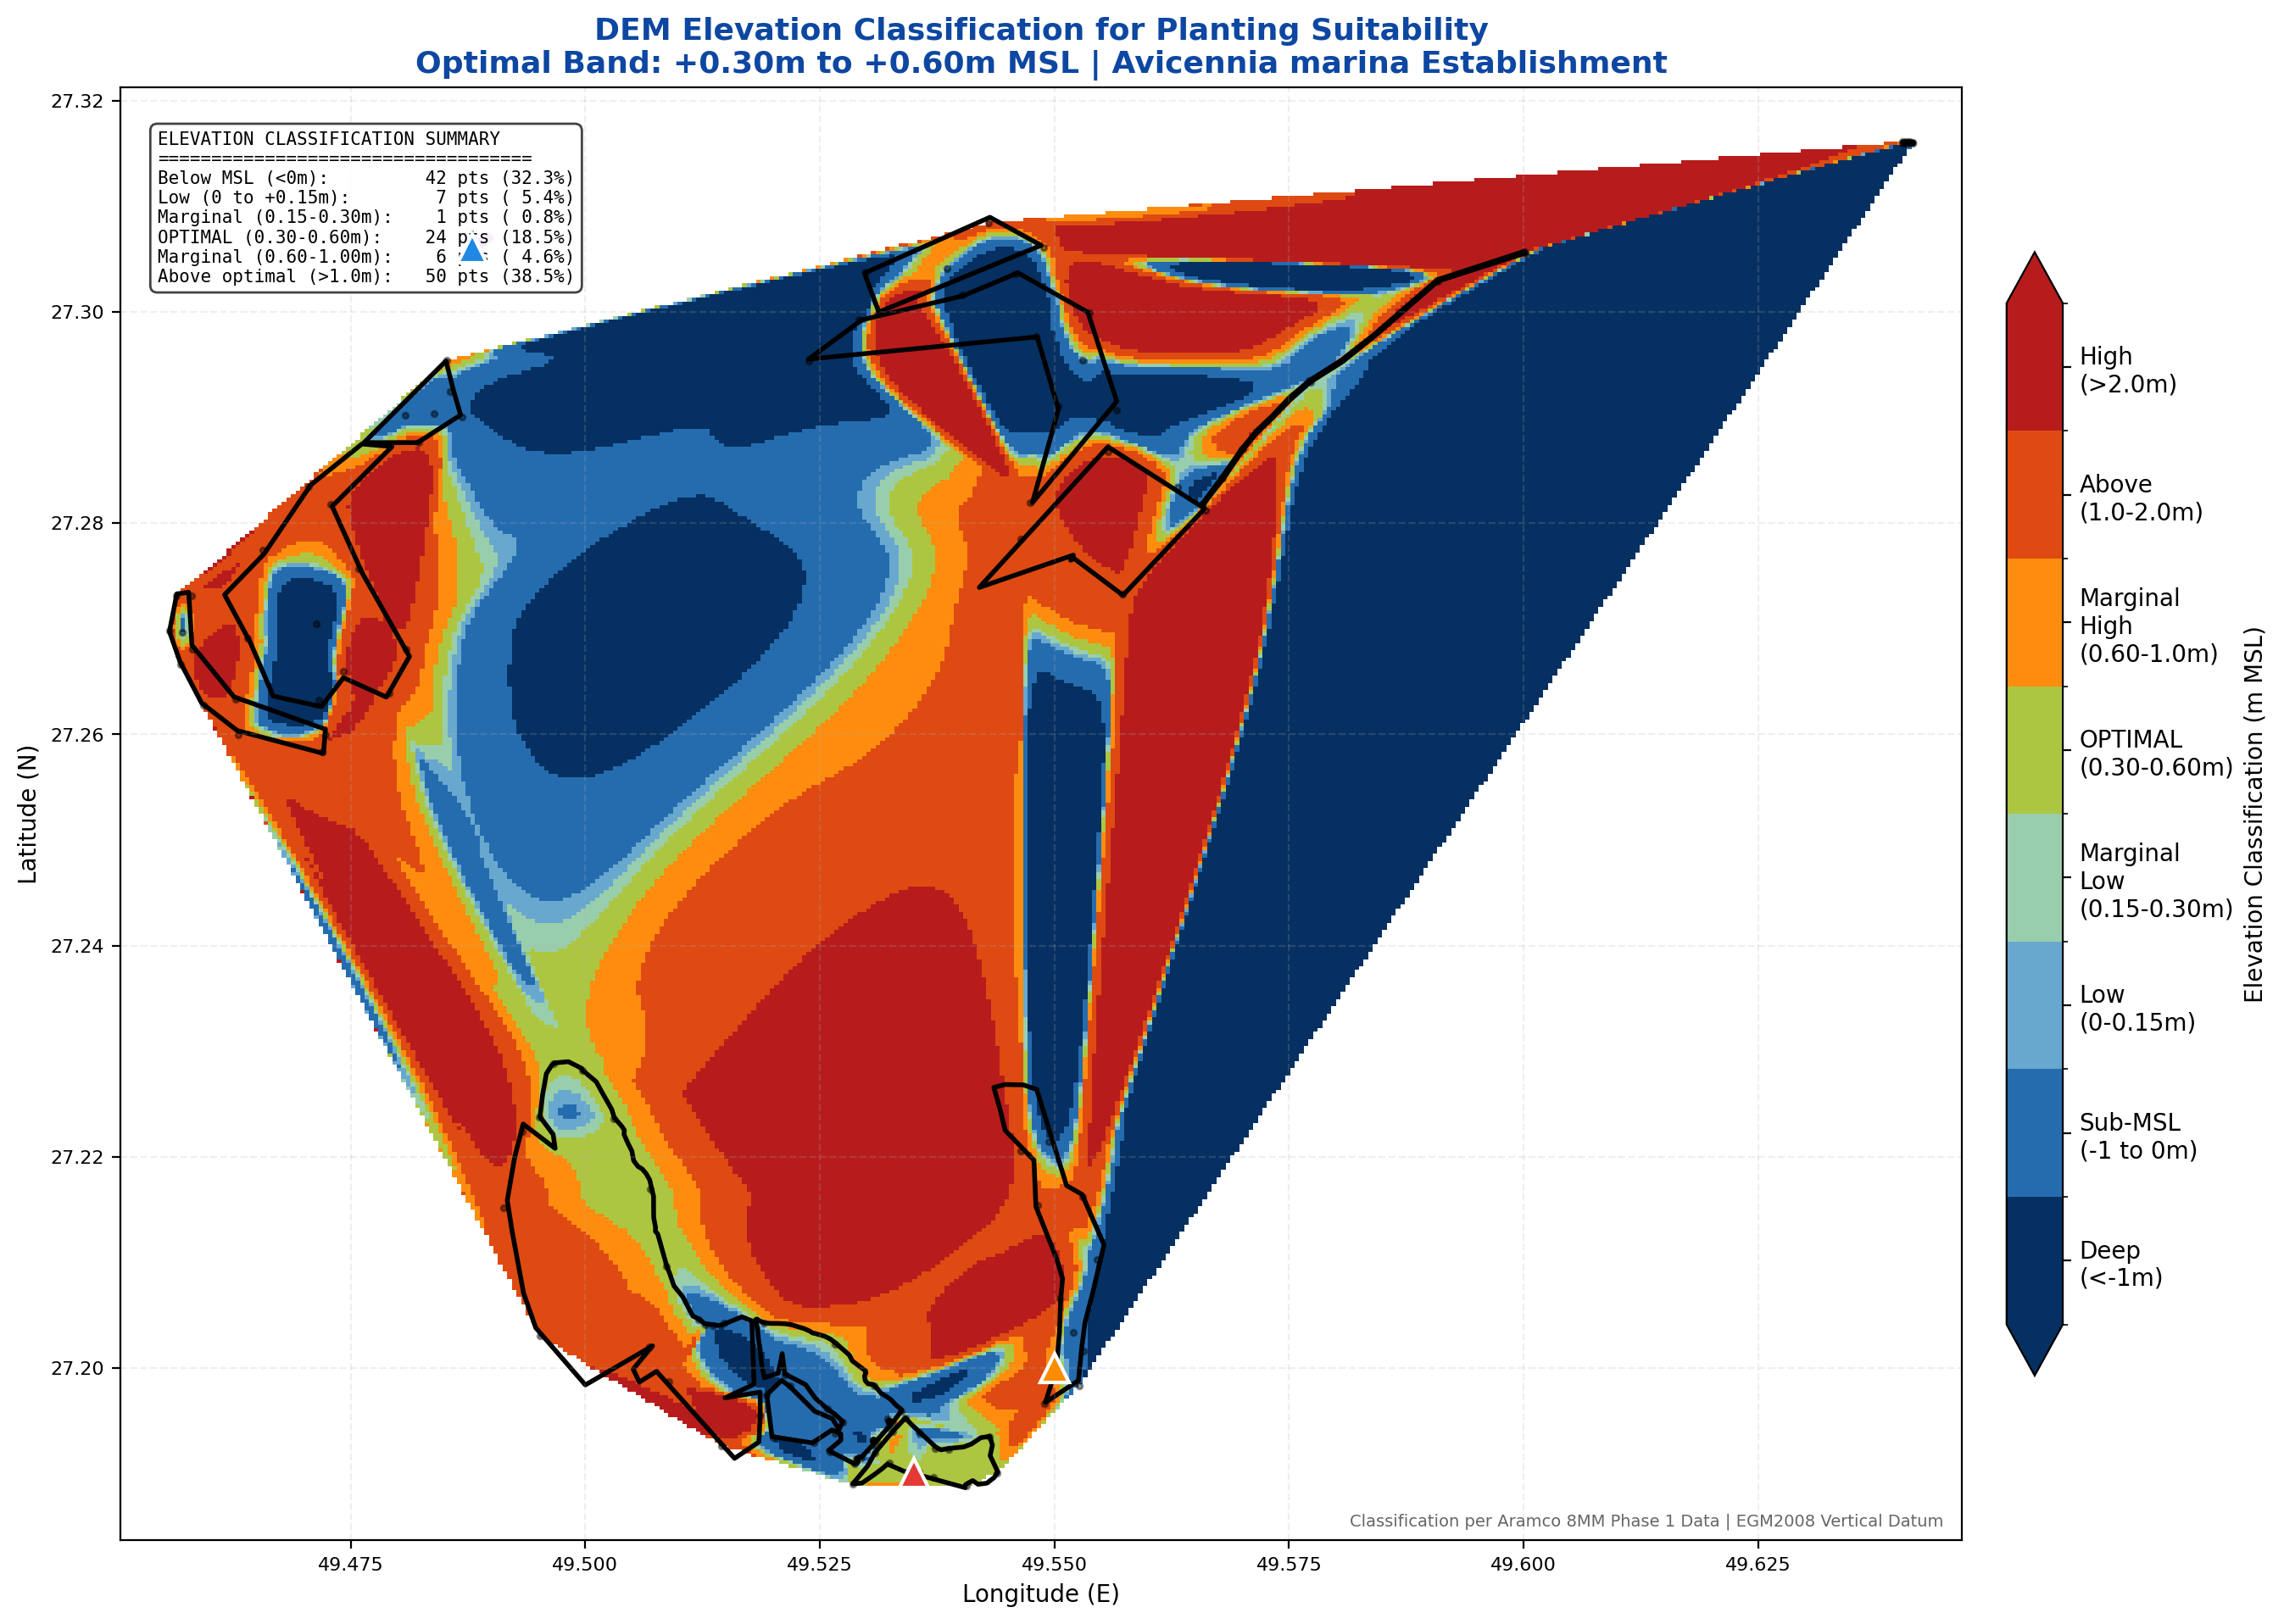 DEM Elevation Classification for Planting Suitability
Optimal Band: +0.30m to +0.60m MSL | Avicennia marina Establishment
ELEVATION CLASSIFICATION SUMMARY
===================================
Below MSL (<0m):         42 pts (32.3%)
Low (0 to +0.15m):        7 pts ( 5.4%)
Marginal (0.15-0.30m):    1 pts ( 0.8%)
OPTIMAL (0.30-0.60m):    24 pts (18.5%)
Marginal (0.60-1.00m):    6 pts ( 4.6%)
Above optimal (>1.0m):   50 pts (38.5%)
27.32
27.30
27.28
27.26
27.24
27.22
27.20
Latitude (N)
49.475
49.500
49.525
49.550
49.575
49.600
49.625
Longitude (E)
Classification per Aramco 8MM Phase 1 Data | EGM2008 Vertical Datum
High
(>2.0m)
Above
(1.0-2.0m)
Marginal
High
(0.60-1.0m)
OPTIMAL
(0.30-0.60m)
Marginal
Low
(0.15-0.30m)
Low
(0-0.15m)
Sub-MSL
(-1 to 0m)
Deep
(<-1m)
Elevation Classification (m MSL)